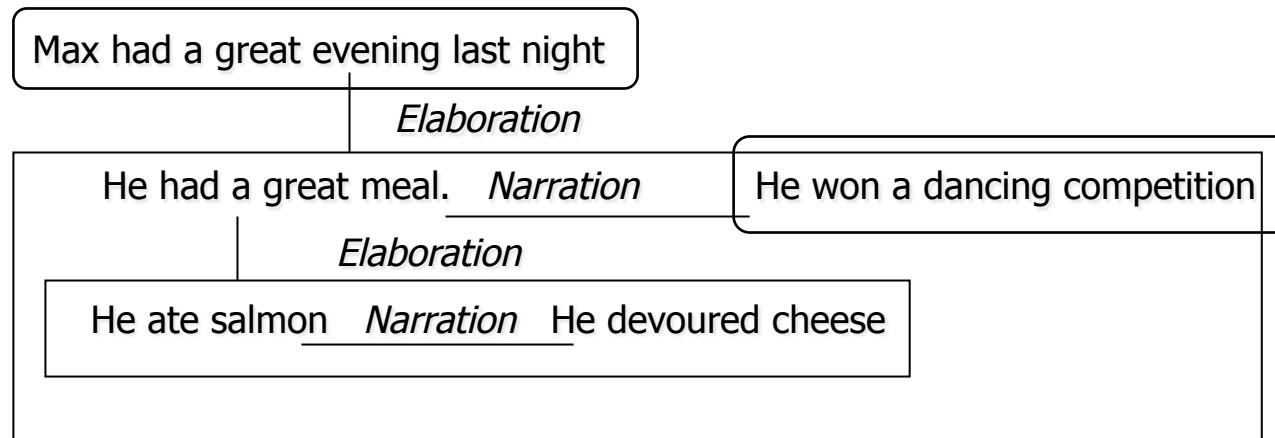 Max had a great evening last night
Elaboration
He had a great meal. Narration He won a dancing competition
Elaboration
He ate salmon Narration He devoured cheese